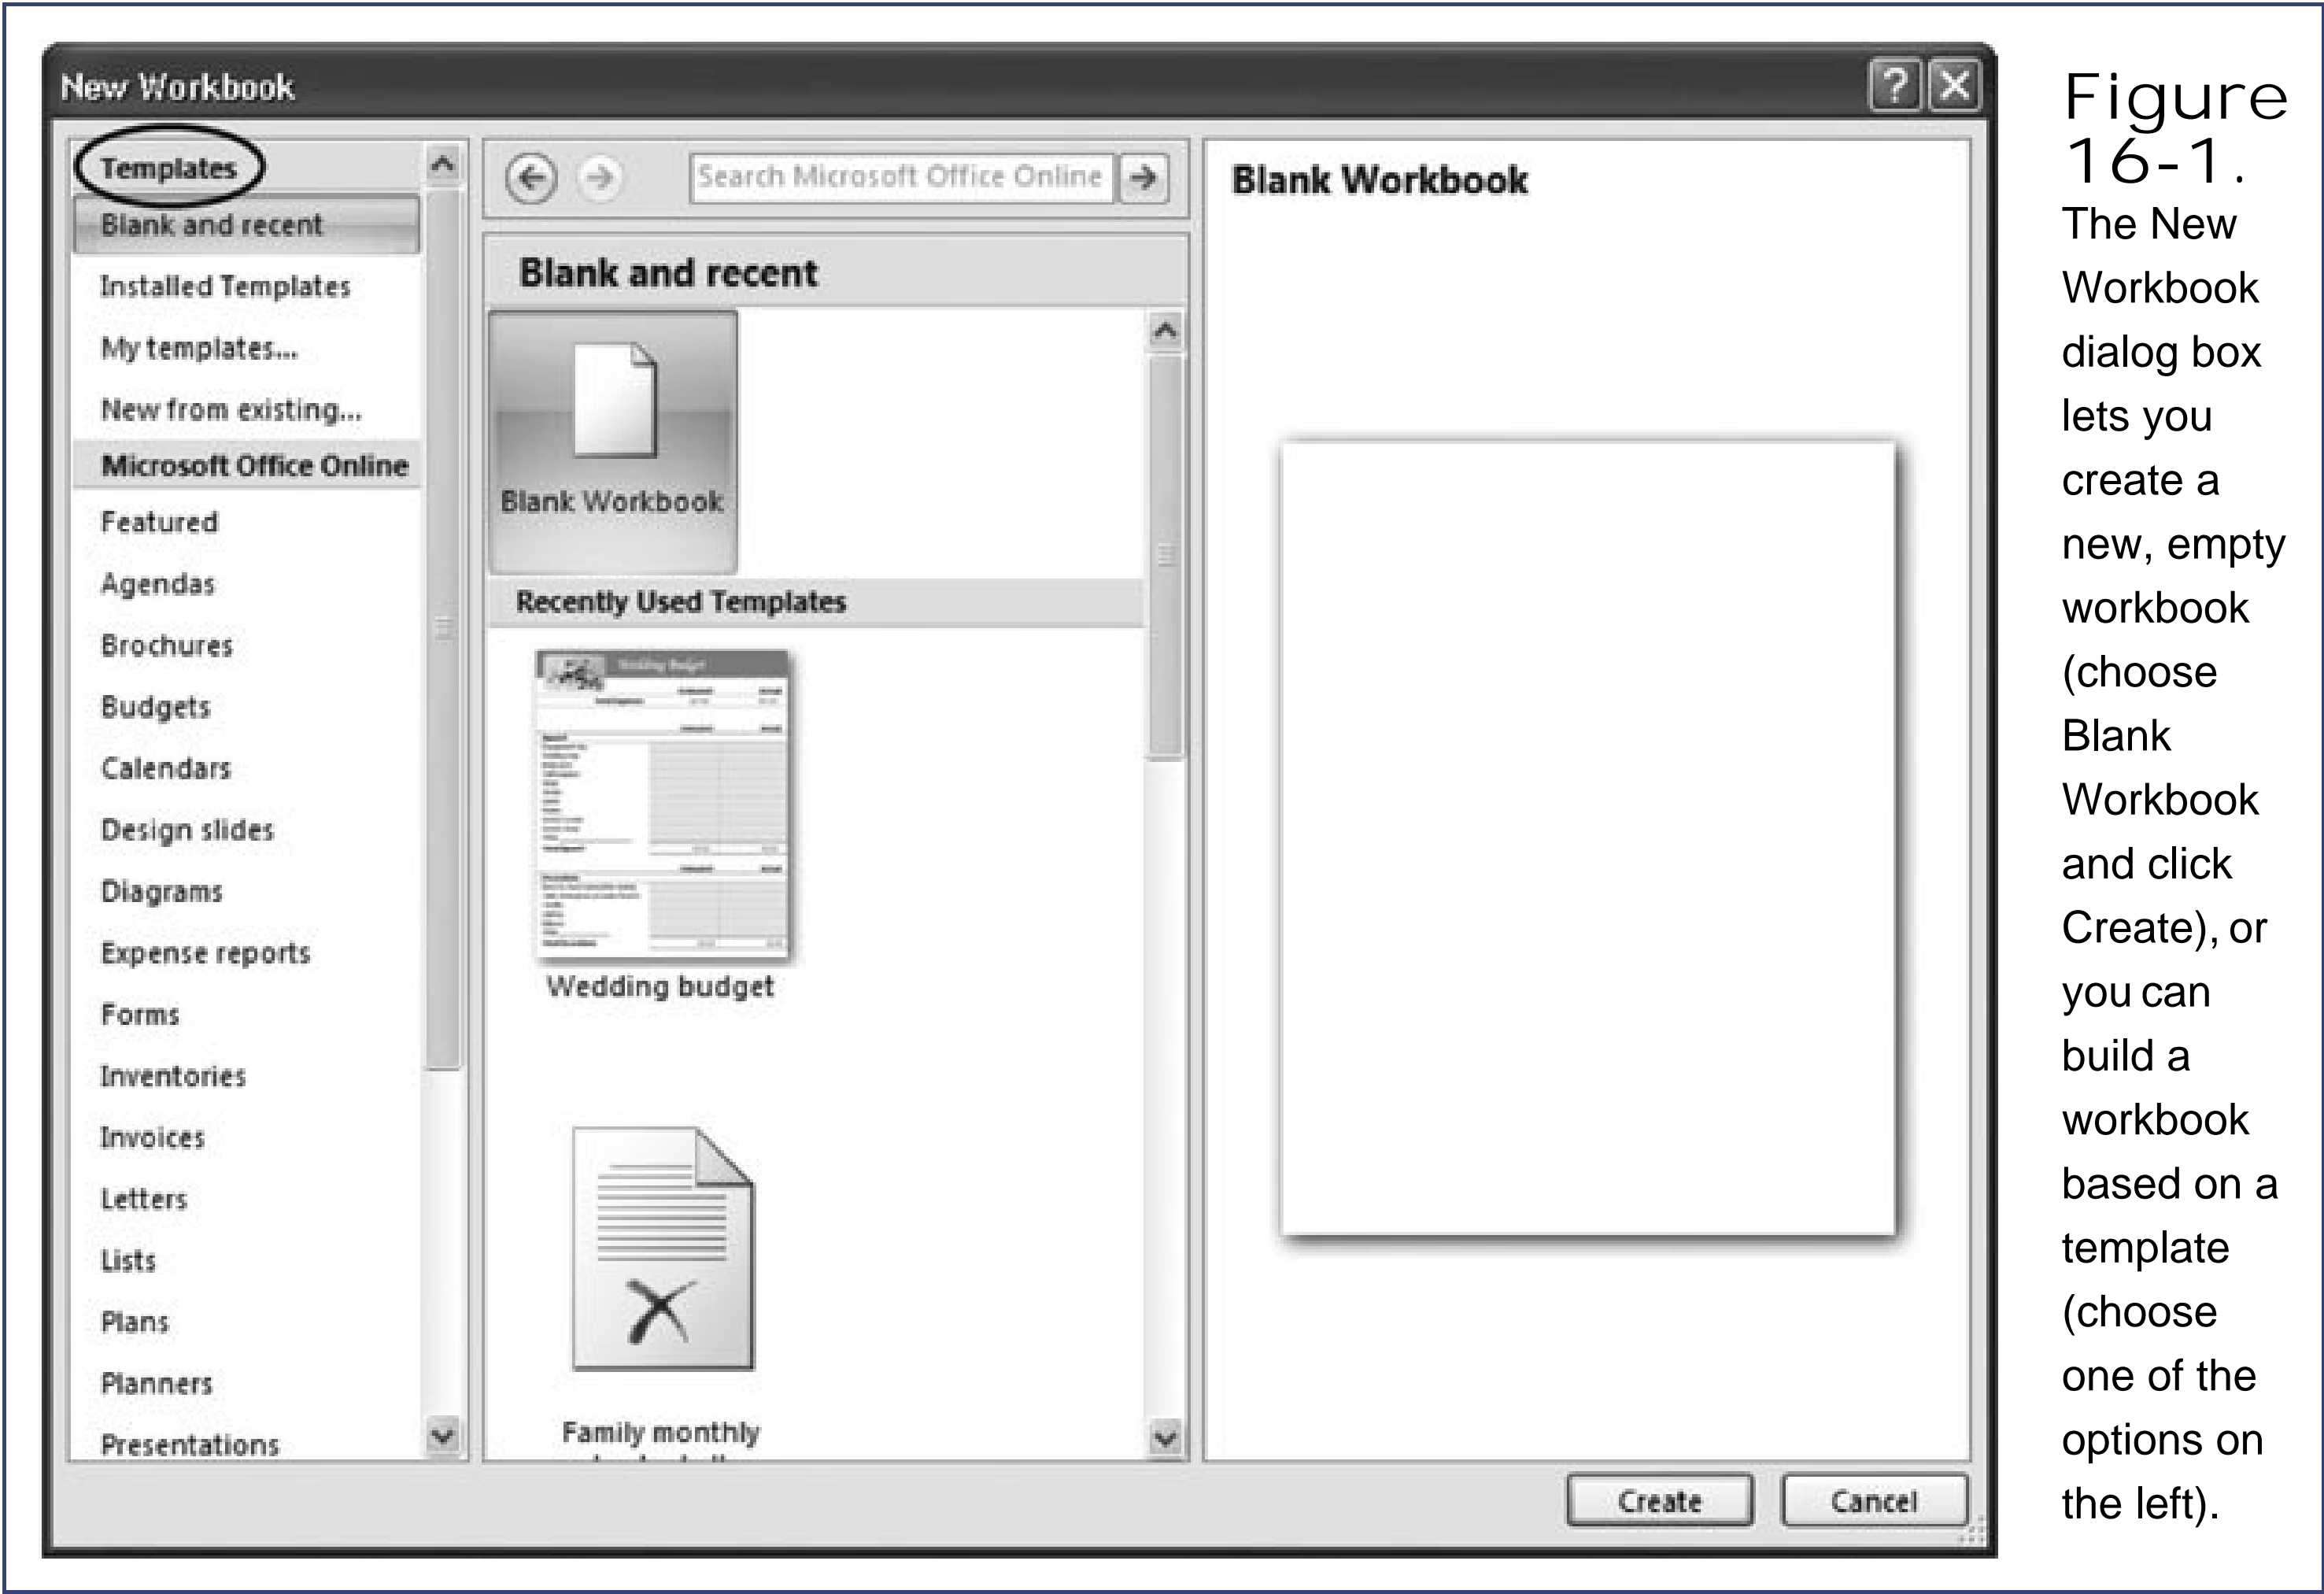 New Workbook
Templates
Blank and recent
Installed Templates
My templates...
New from existing...
Microsoft Office Online
Featured
Agendas
Brochures
Budgets
Calendars
Design slides
Diagrams
Expense reports
Forms
Inventories
Invoices
Letters
Lists
Plans
Planners
Presentations
Search Microsoft Office Online
Blank and recent
Blank Workbook
Recently Used Templates
Wedding Budget
Wedding budget
Family monthly
Blank Workbook
Create
Cancel
Figure
16-1.
The New
Workbook
dialog box
lets you
create a
new, empty
workbook
(choose
Blank
Workbook
and click
Create), or
you can
build a
workbook
based on a
template
(choose
one of the
options on
the left).